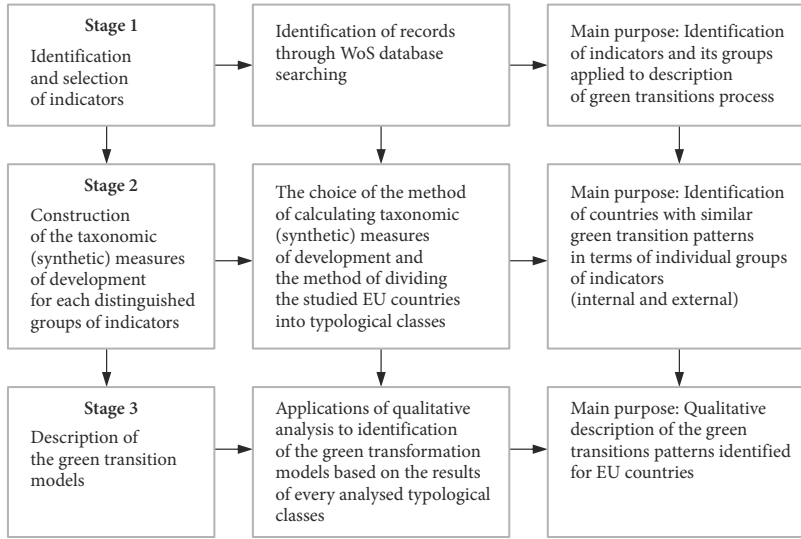 Stage 1
Identification
and selection
of indicators
Identification of records
through WoS database
searching
Main purpose: Identification
of indicators and its groups
applied to description
of green transitions process
Stage 2
Construction
of the taxonomic
(synthetic) measures
of development
for each distinguished
groups of indicators
The choice of the method
of calculating taxonomic
(synthetic) measures
of development and
the method of dividing
the studied EU countries
into typological classes
Main purpose: Identification
of countries with similar
green transition patterns
in terms of individual groups
of indicators
(internal and external)
Stage 3
Description of
the green transition
models
Applications of qualitative
analysis to identification
of the green transformation
models based on the results
of every analysed typological
classes
Main purpose: Qualitative
description of the green
transitions patterns identified
for EU countries